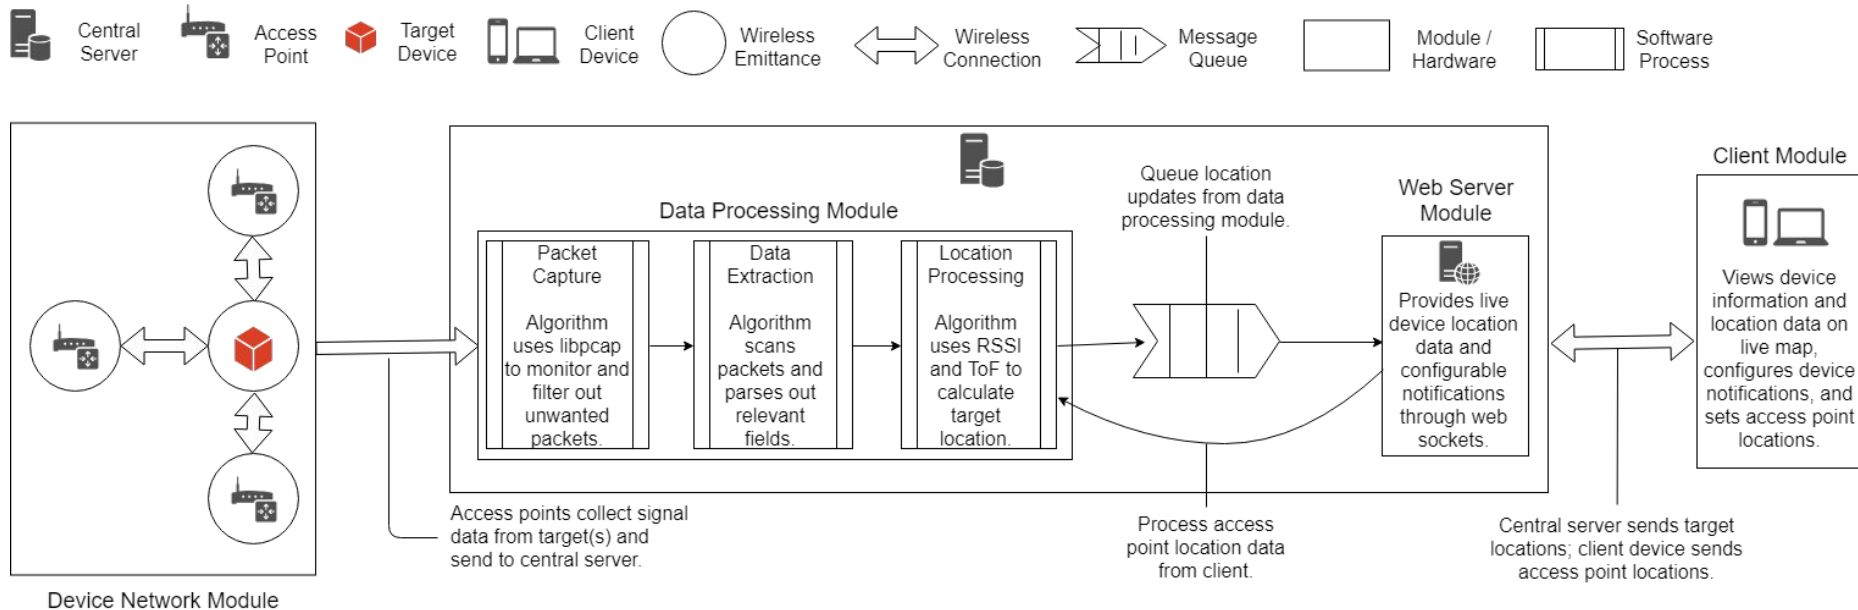 Central
Server
Access
Point
Target
Device
Client
Device
Wireless
Emittance
Wireless
Connection
Message
Queue
Module /
Hardware
Software
Process
Device Network Module
Access points collect signal
data from target(s) and
send to central server.
Data Processing Module
Packet
Capture
Algorithm
uses libpcap
to monitor and
filter out
unwanted
packets.
Data
Extraction
Algorithm
scans
packets and
parses out
relevant
fields.
Location
Processing
Algorithm
uses RSSI
and ToF to
calculate
target
location.
Queue location
updates from data
processing module.
Process access
point location data
from client.
Web Server
Module
Provides live
device location
data and
configurable
notifications
through web
sockets.
Central server sends target
locations; client device sends
access point locations.
Client Module
Views device
information and
location data on
live map,
configures device
notifications, and
sets access point
locations.